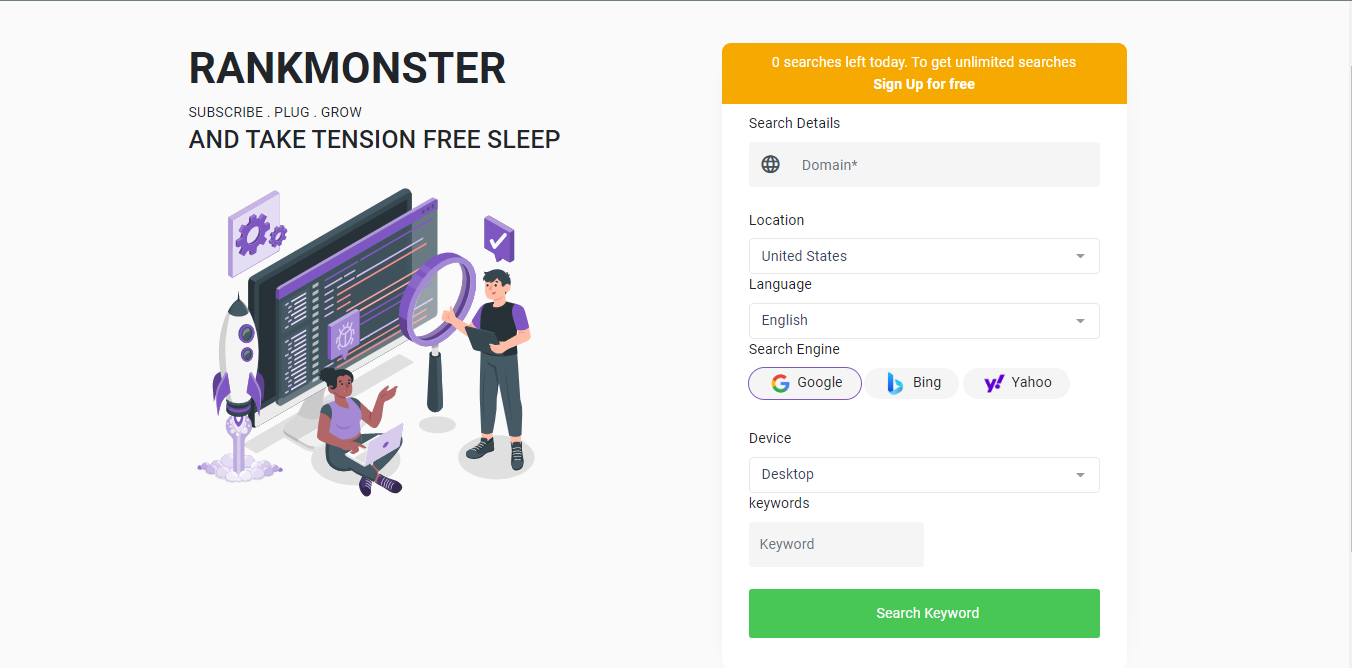 RANKMONSTER
SUBSCRIBE . PLUG . GROW
AND TAKE TENSION FREE SLEEP
0 searches left today. To get unlimited searches
Sign Up for free
Search Details
Domain*
Location
United States
Language
English
Search Engine
Google
Bing
y! Yahoo
Device
Desktop
keywords
Keyword
Search Keyword